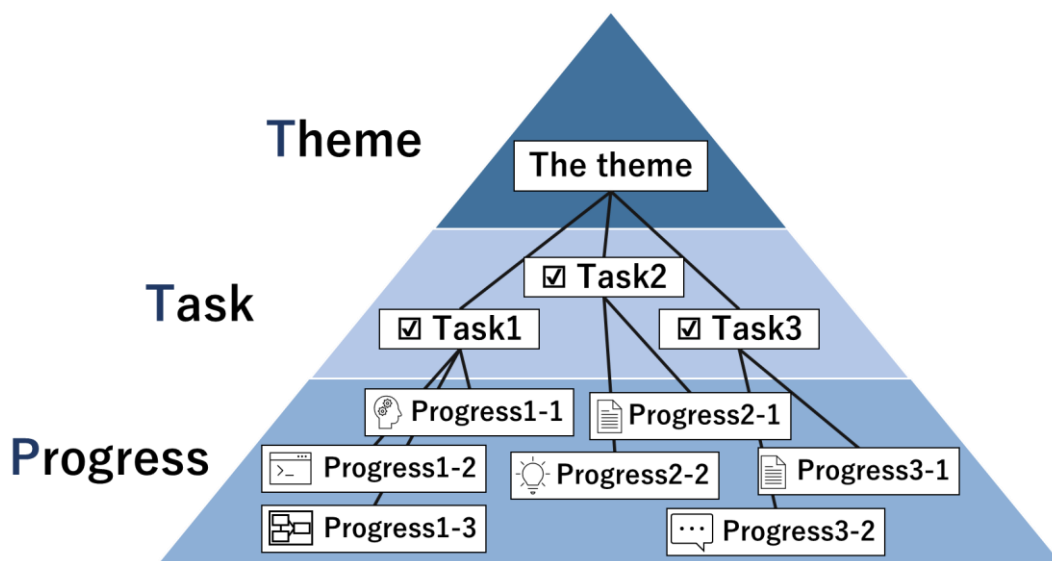 Theme
The theme
Task
☑ Task2
☑ Task1
☑ Task3
Progress
Progress1-1
Progress2-1
Progress1-2
Progress2-2
Progress3-1
Progress1-3
Progress3-2